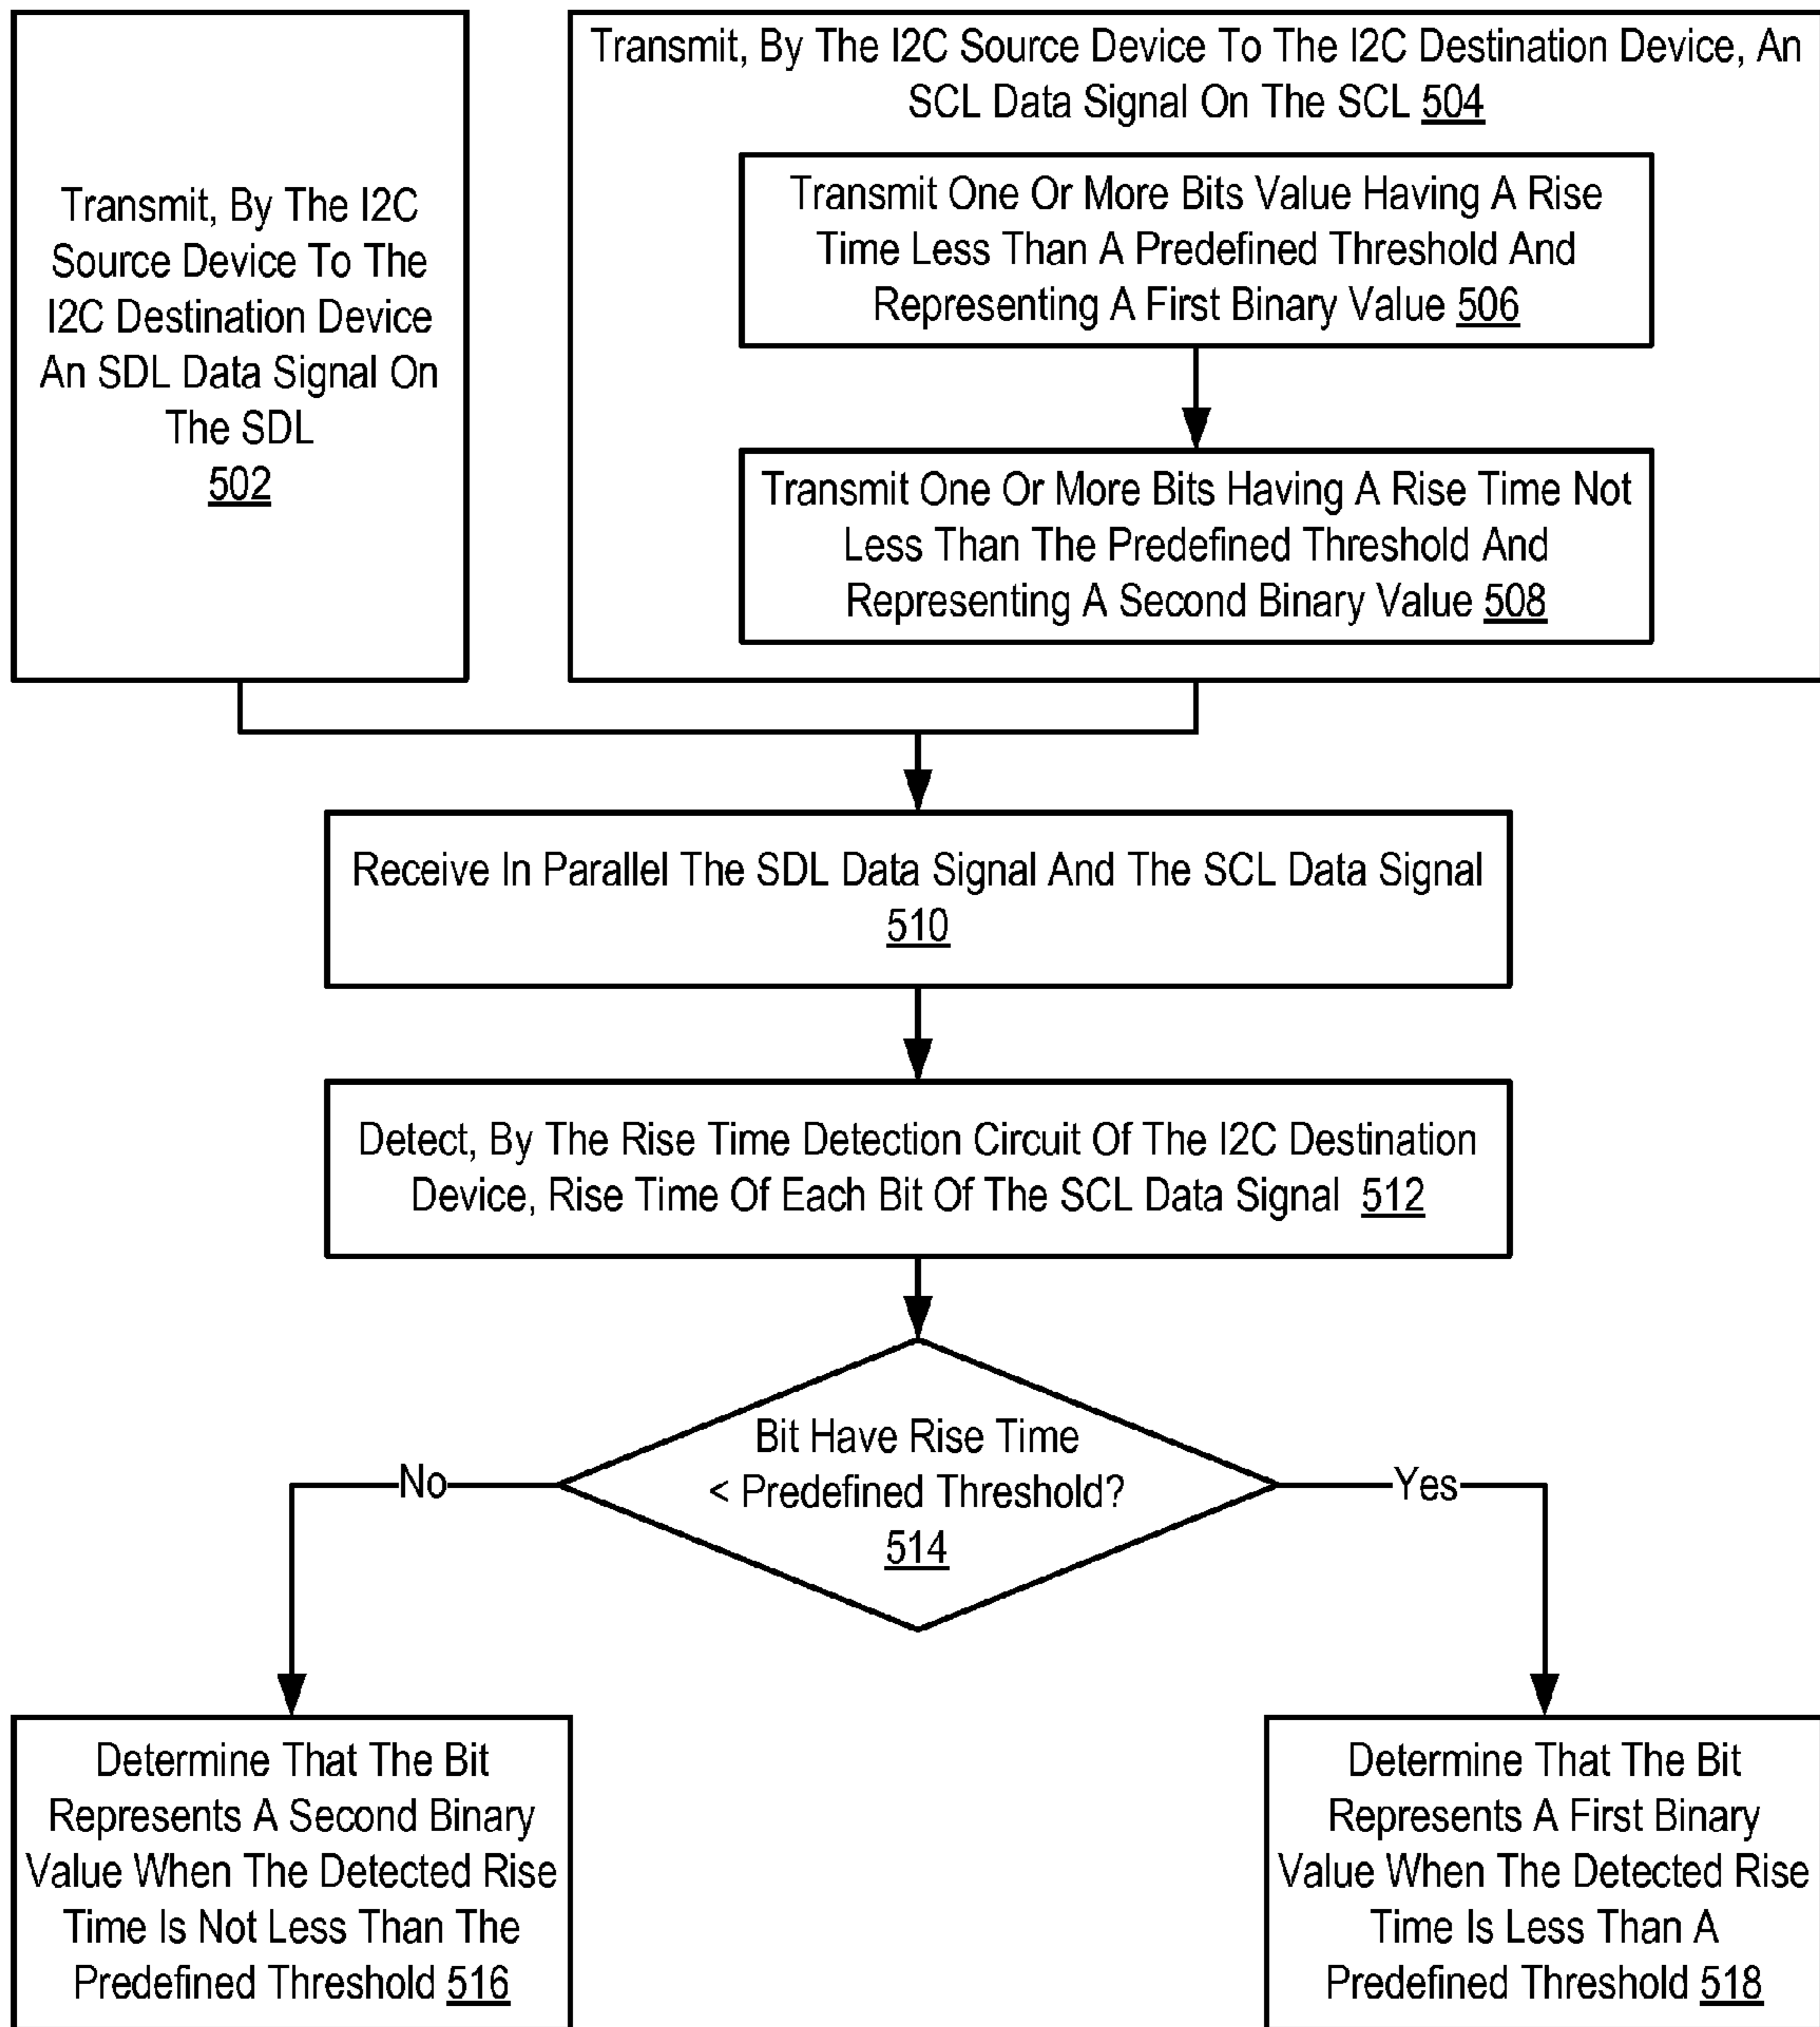 Transmit, By The I2C
Source Device To The
I2C Destination Device
An SDL Data Signal On
The SDL
502
Transmit, By The I2C Source Device To The I2C Destination Device, An
SCL Data Signal On The SCL 504
Transmit One Or More Bits Value Having A Rise
Time Less Than A Predefined Threshold And
Representing A First Binary Value 506
Transmit One Or More Bits Having A Rise Time Not
Less Than The Predefined Threshold And
Representing A Second Binary Value 508
Receive In Parallel The SDL Data Signal And The SCL Data Signal
510
Detect, By The Rise Time Detection Circuit Of The I2C Destination
Device, Rise Time Of Each Bit Of The SCL Data Signal 512
Bit Have Rise Time
< Predefined Threshold?
514
No
Yes
Determine That The Bit
Represents A Second Binary
Value When The Detected Rise
Time Is Not Less Than The
Predefined Threshold 516
Determine That The Bit
Represents A First Binary
Value When The Detected Rise
Time Is Less Than A
Predefined Threshold 518